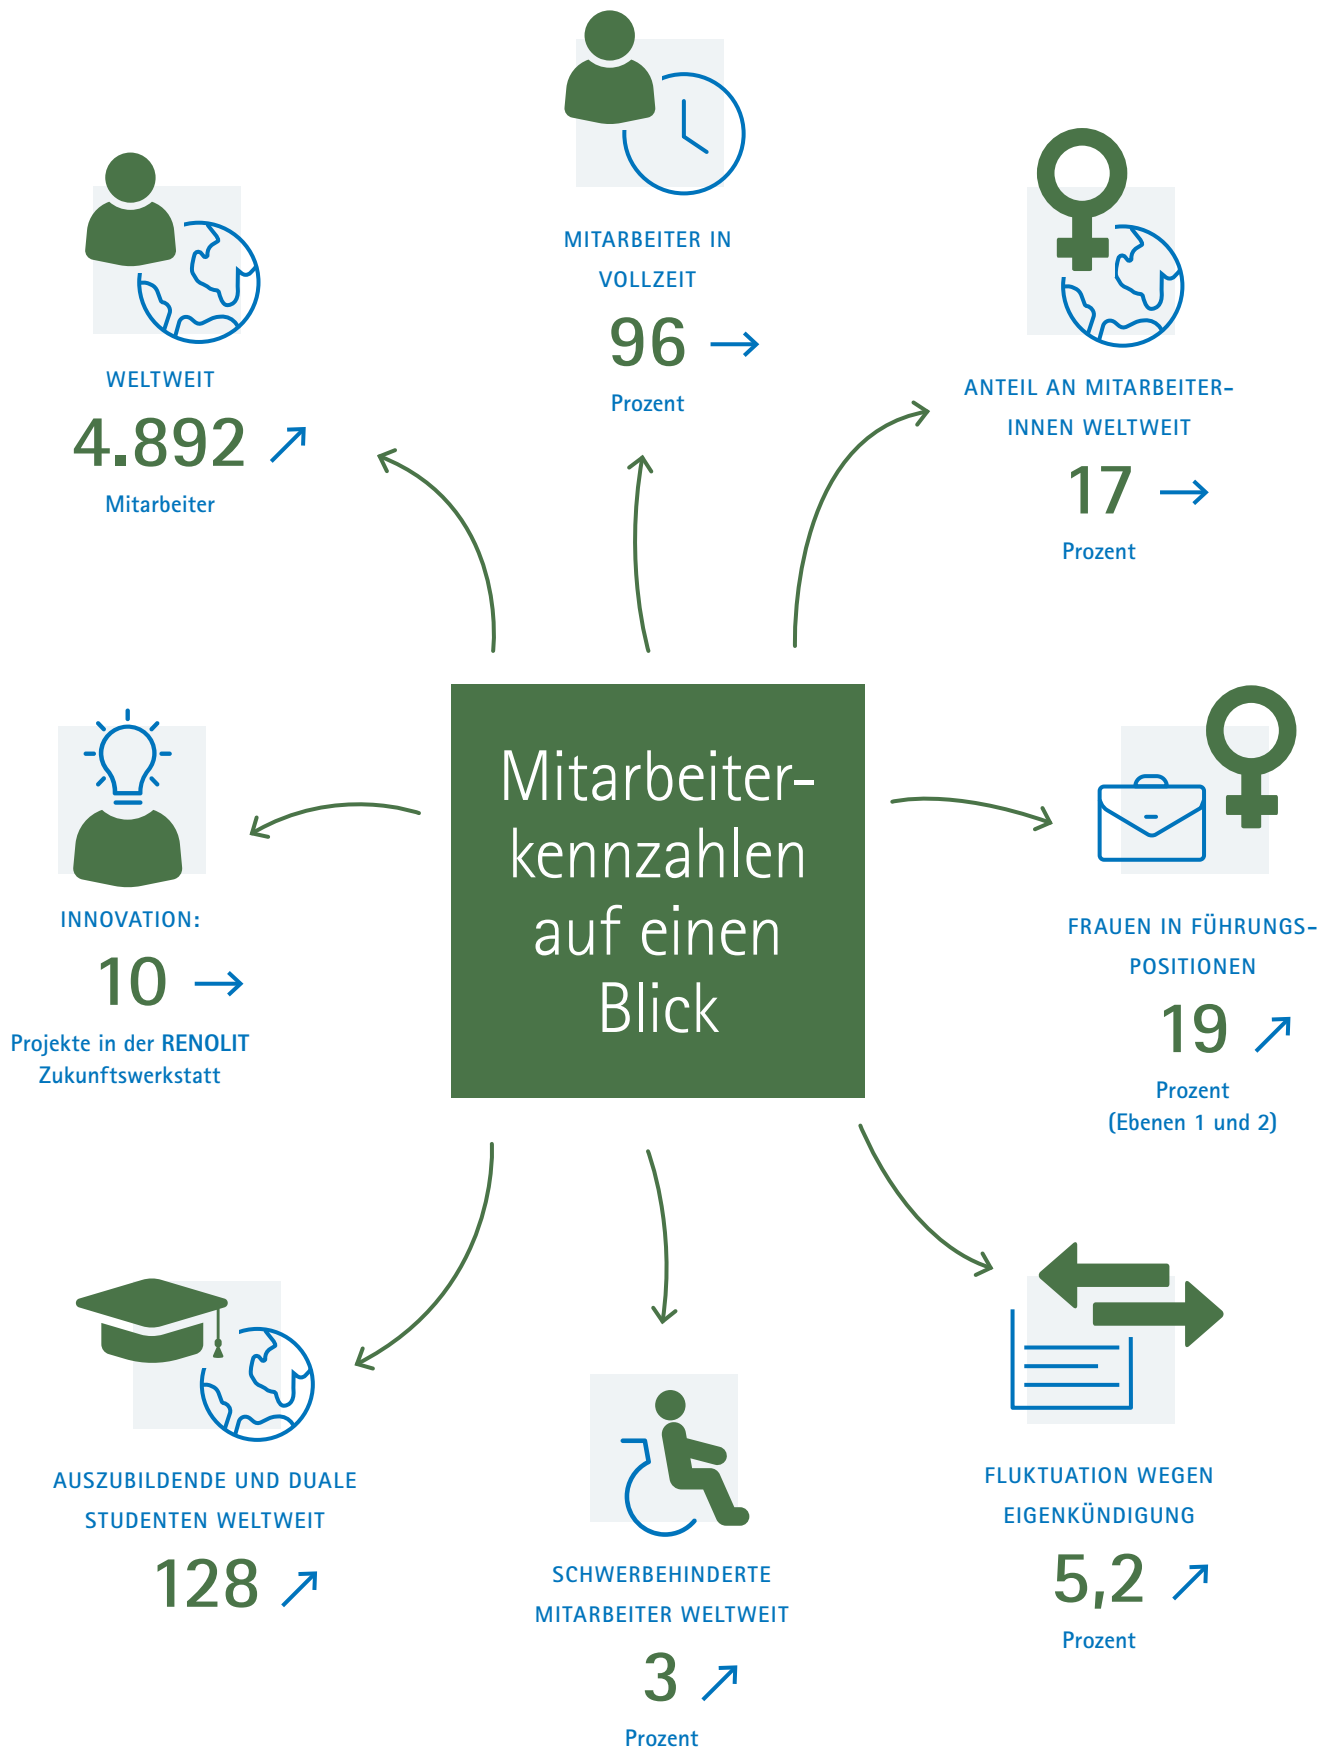 MITARBEITER IN
VOLLZEIT
96
Prozent
WELTWEIT
4.892
Mitarbeiter
ANTEIL AN MITARBEITER-
INNEN WELTWEIT
17
Prozent
Mitarbeiter-
kennzahlen
auf einen
Blick
INNOVATION:
10
Projekte in der RENOLIT
Zukunftswerkstatt
FRAUEN IN FÜHRUNGS-
POSITIONEN
19
Prozent
(Ebenen 1 und 2)
AUSZUBILDENDE UND DUALE
STUDENTEN WELTWEIT
128
SCHWERBEHINDERTE
MITARBEITER WELTWEIT
3
Prozent
FLUKTUATION WEGEN
EIGENKÜNDIGUNG
5,2
Prozent